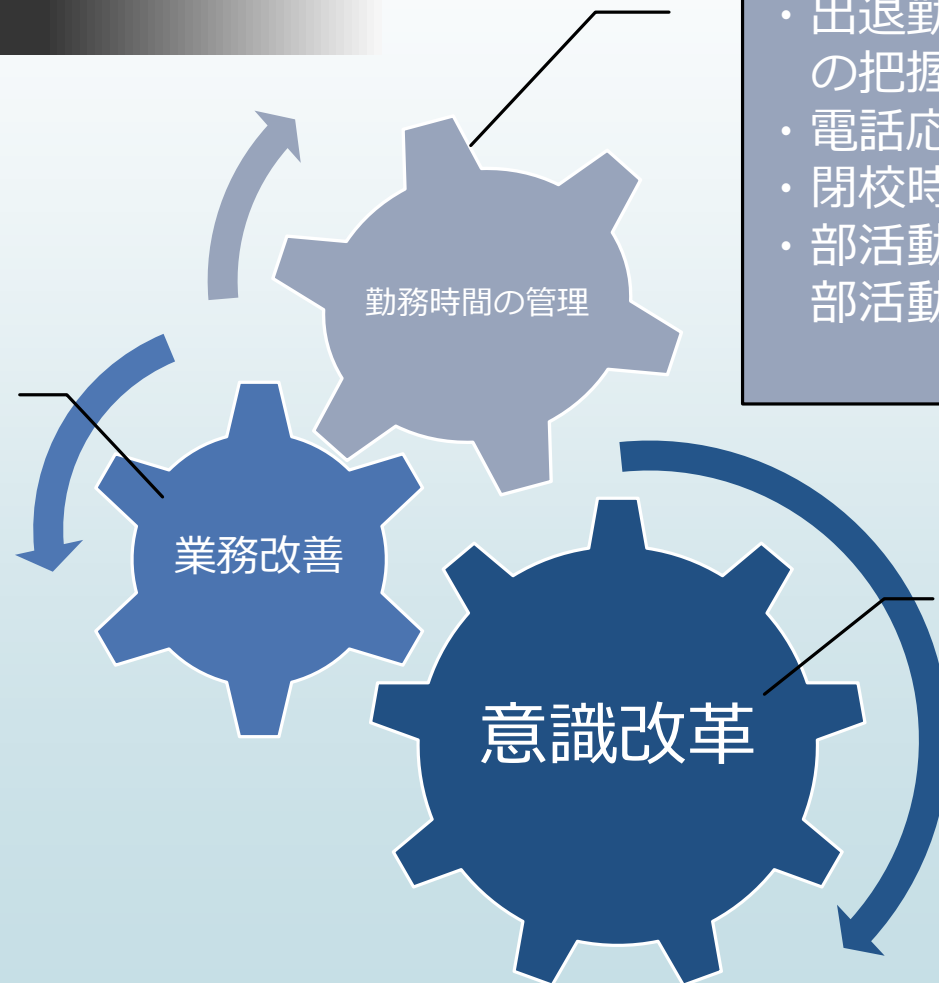 ・出退勤
の把握
・電話応
・閉校時
・部活動
部活動
勤務時間の管理
業務改善
意識改革